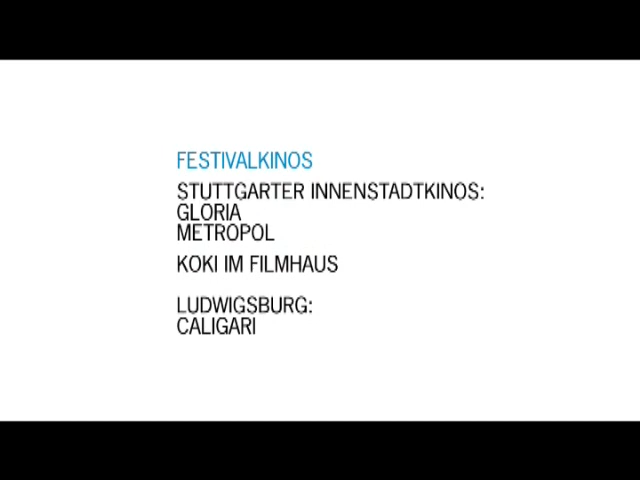 FESTIVALKINOS
STUTTGARTER INNENSTADTKINOS:
GLORIA
METROPOL
KOKI IM FILMHAUS
LUDWIGSBURG:
CALIGARI